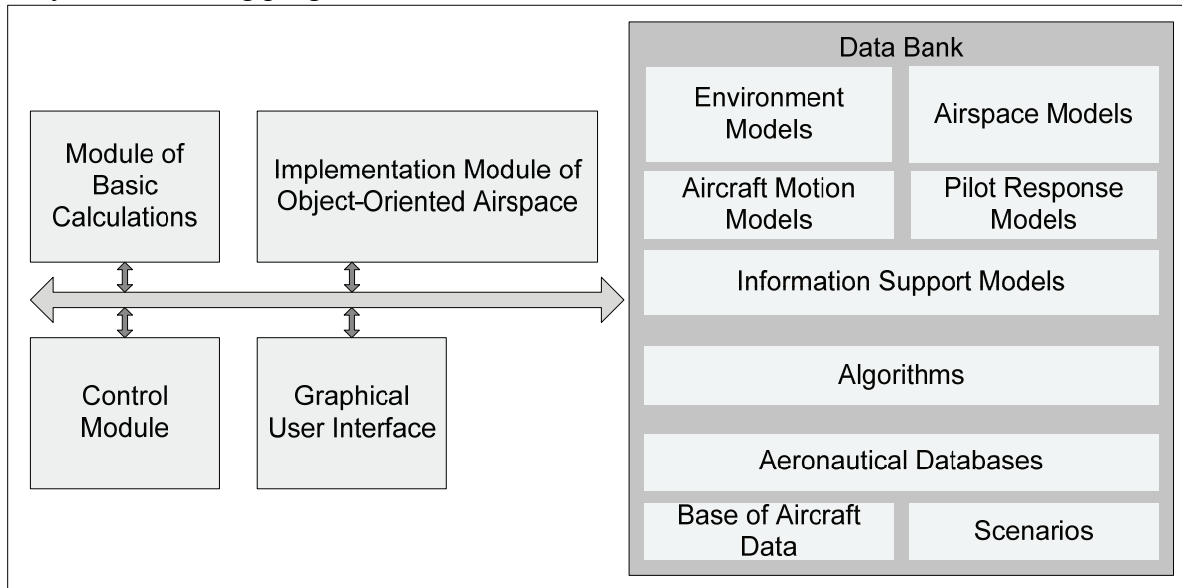 Module of
Basic
Calculations
Implementation Module of
Object-Oriented Airspace
Control
Module
Graphical
User Interface
Data Bank
Environment
Models
Airspace Models
Aircraft Motion
Models
Pilot Response
Models
Information Support Models
Algorithms
Aeronautical Databases
Base of Aircraft
Data
Scenarios